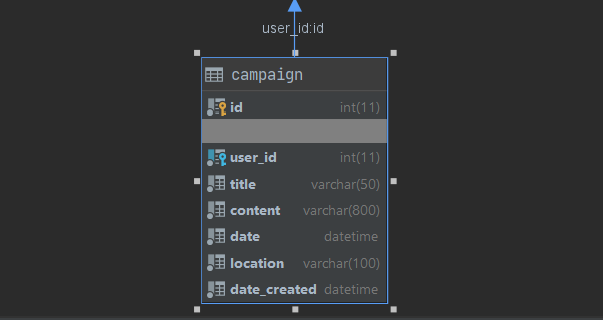 user_id:id
campaign
id int(11)
user_id int(11)
title varchar(50)
content varchar(800)
date datetime
location varchar(100)
date_created datetime